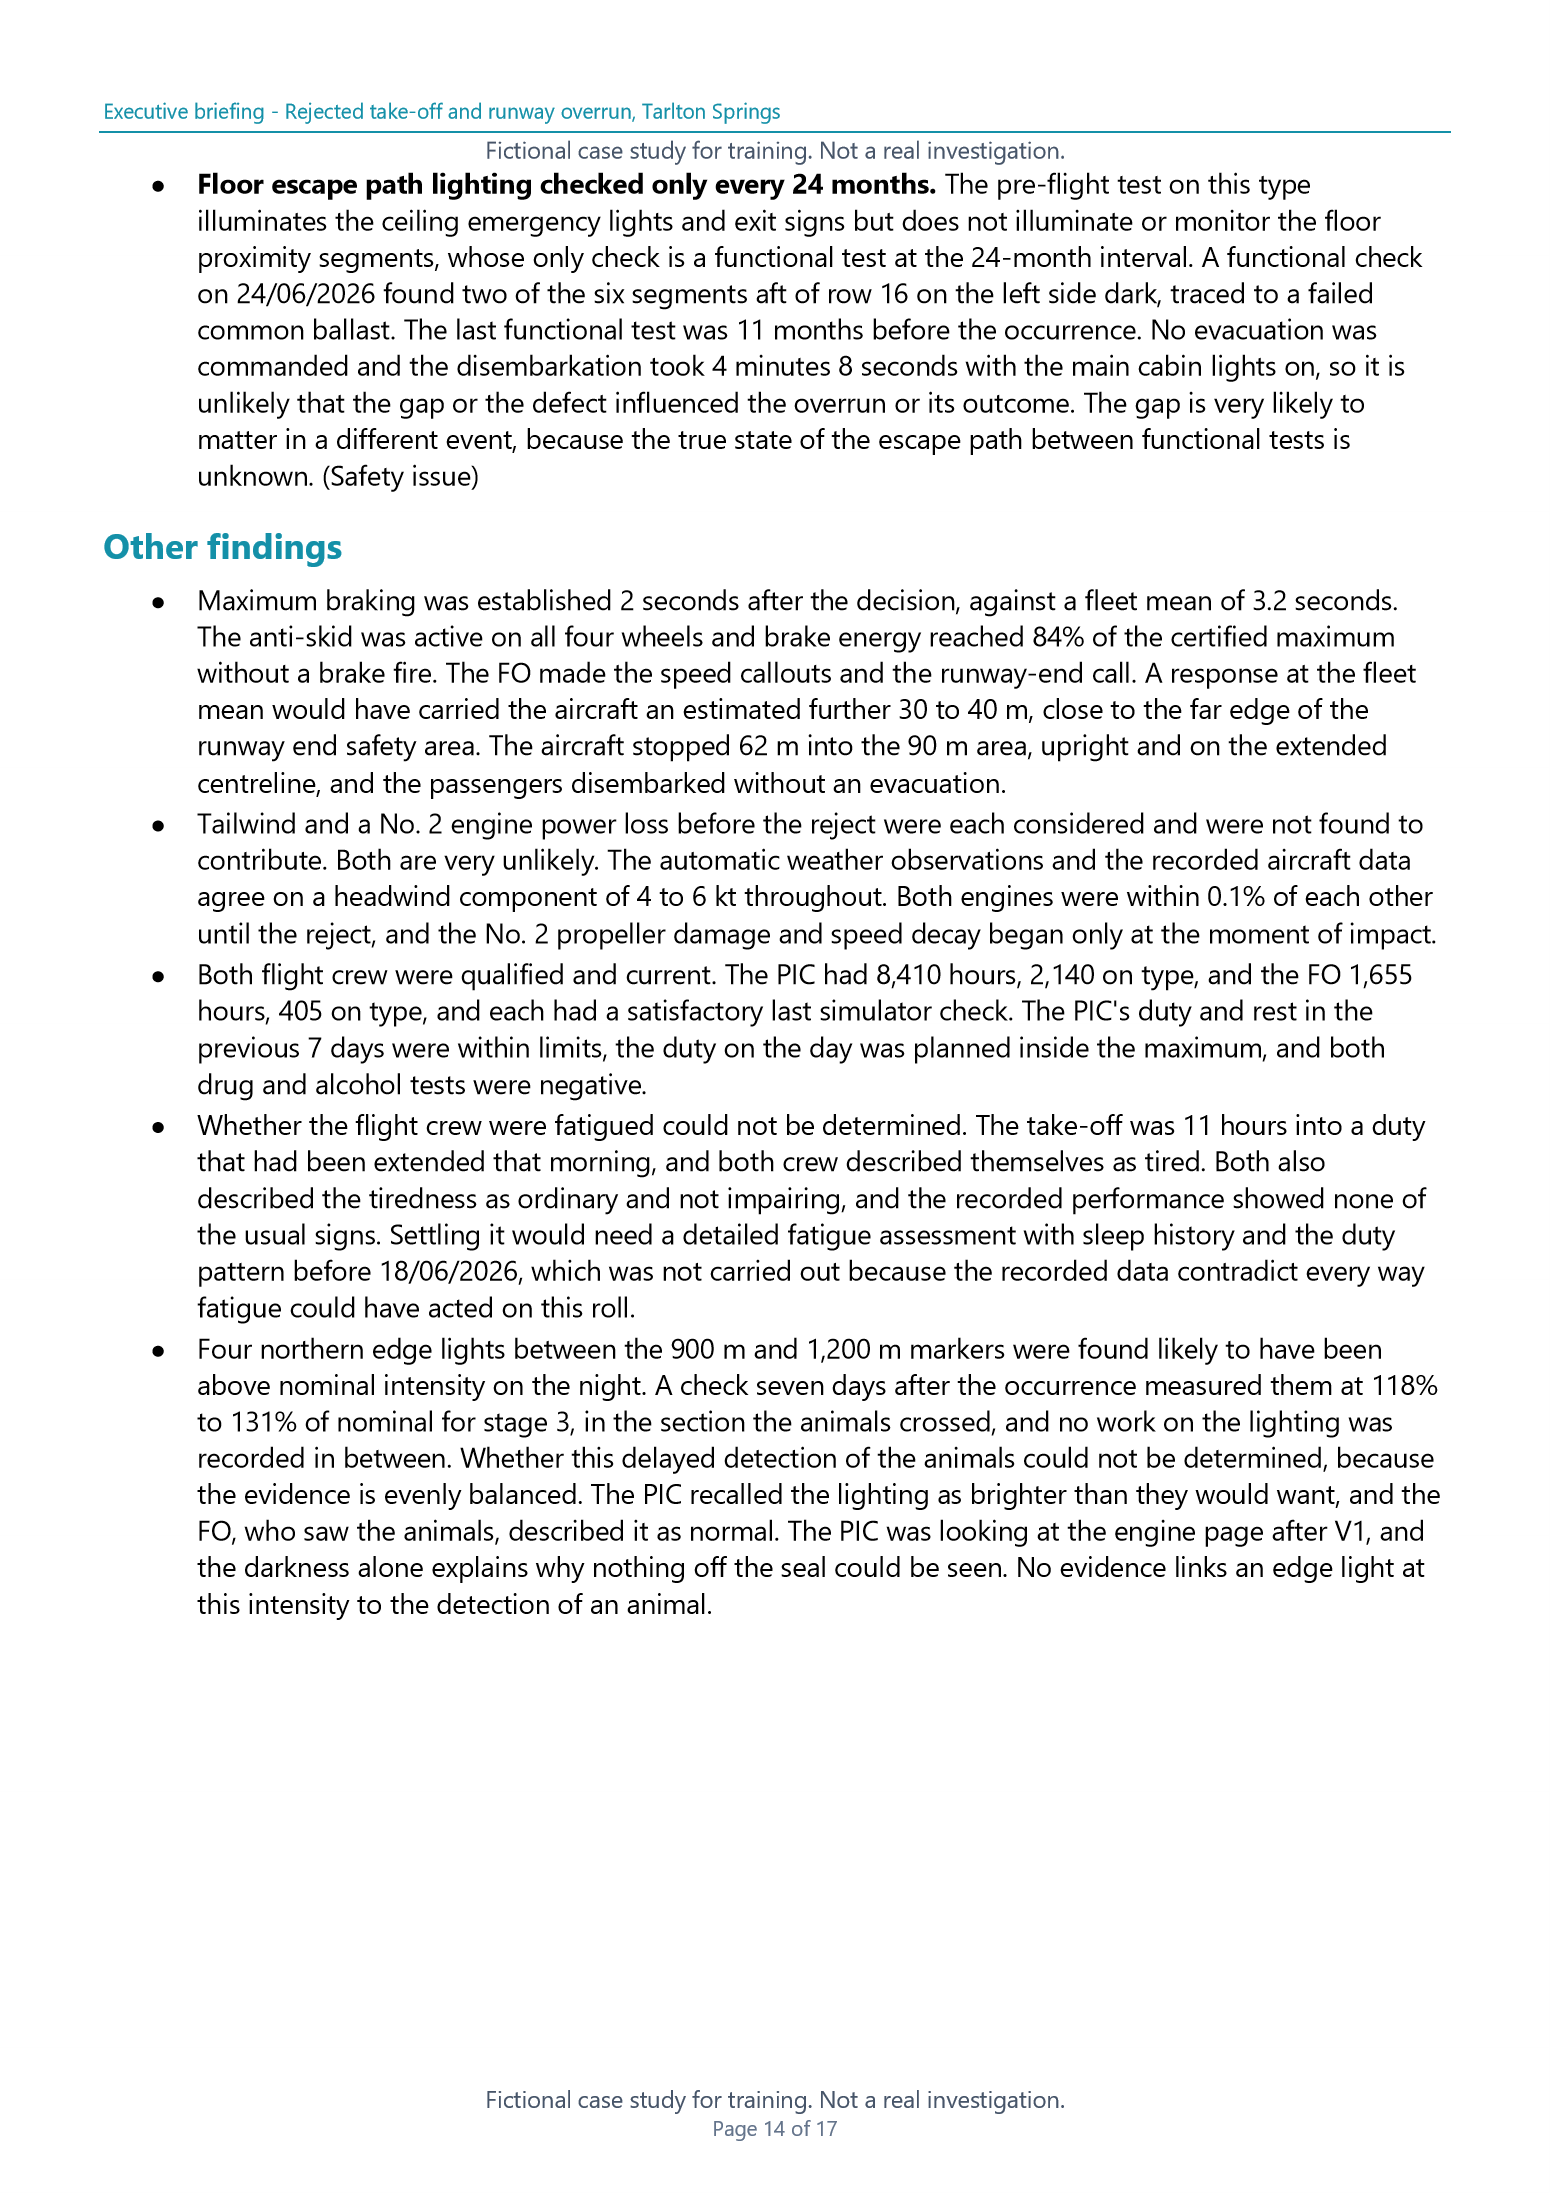 Executive briefing - Rejected take-off and runway overrun, Tarlton Springs
Fictional case study for training. Not a real investigation.
● Floor escape path lighting checked only every 24 months. The pre-flight test on this type
illuminates the ceiling emergency lights and exit signs but does not illuminate or monitor the floor
proximity segments, whose only check is a functional test at the 24-month interval. A functional check
on 24/06/2026 found two of the six segments aft of row 16 on the left side dark, traced to a failed
common ballast. The last functional test was 11 months before the occurrence. No evacuation was
commanded and the disembarkation took 4 minutes 8 seconds with the main cabin lights on, so it is
unlikely that the gap or the defect influenced the overrun or its outcome. The gap is very likely to
matter in a different event, because the true state of the escape path between functional tests is
unknown. (Safety issue)
Other findings
● Maximum braking was established 2 seconds after the decision, against a fleet mean of 3.2 seconds.
The anti-skid was active on all four wheels and brake energy reached 84% of the certified maximum
without a brake fire. The FO made the speed callouts and the runway-end call. A response at the fleet
mean would have carried the aircraft an estimated further 30 to 40 m, close to the far edge of the
runway end safety area. The aircraft stopped 62 m into the 90 m area, upright and on the extended
centreline, and the passengers disembarked without an evacuation.
● Tailwind and a No. 2 engine power loss before the reject were each considered and were not found to
contribute. Both are very unlikely. The automatic weather observations and the recorded aircraft data
agree on a headwind component of 4 to 6 kt throughout. Both engines were within 0.1% of each other
until the reject, and the No. 2 propeller damage and speed decay began only at the moment of impact.
● Both flight crew were qualified and current. The PIC had 8,410 hours, 2,140 on type, and the FO 1,655
hours, 405 on type, and each had a satisfactory last simulator check. The PIC's duty and rest in the
previous 7 days were within limits, the duty on the day was planned inside the maximum, and both
drug and alcohol tests were negative.
● Whether the flight crew were fatigued could not be determined. The take-off was 11 hours into a duty
that had been extended that morning, and both crew described themselves as tired. Both also
described the tiredness as ordinary and not impairing, and the recorded performance showed none of
the usual signs. Settling it would need a detailed fatigue assessment with sleep history and the duty
pattern before 18/06/2026, which was not carried out because the recorded data contradict every way
fatigue could have acted on this roll.
● Four northern edge lights between the 900 m and 1,200 m markers were found likely to have been
above nominal intensity on the night. A check seven days after the occurrence measured them at 118%
to 131% of nominal for stage 3, in the section the animals crossed, and no work on the lighting was
recorded in between. Whether this delayed detection of the animals could not be determined, because
the evidence is evenly balanced. The PIC recalled the lighting as brighter than they would want, and the
FO, who saw the animals, described it as normal. The PIC was looking at the engine page after V1, and
the darkness alone explains why nothing off the seal could be seen. No evidence links an edge light at
this intensity to the detection of an animal.
Fictional case study for training. Not a real investigation.
Page 14 of 17